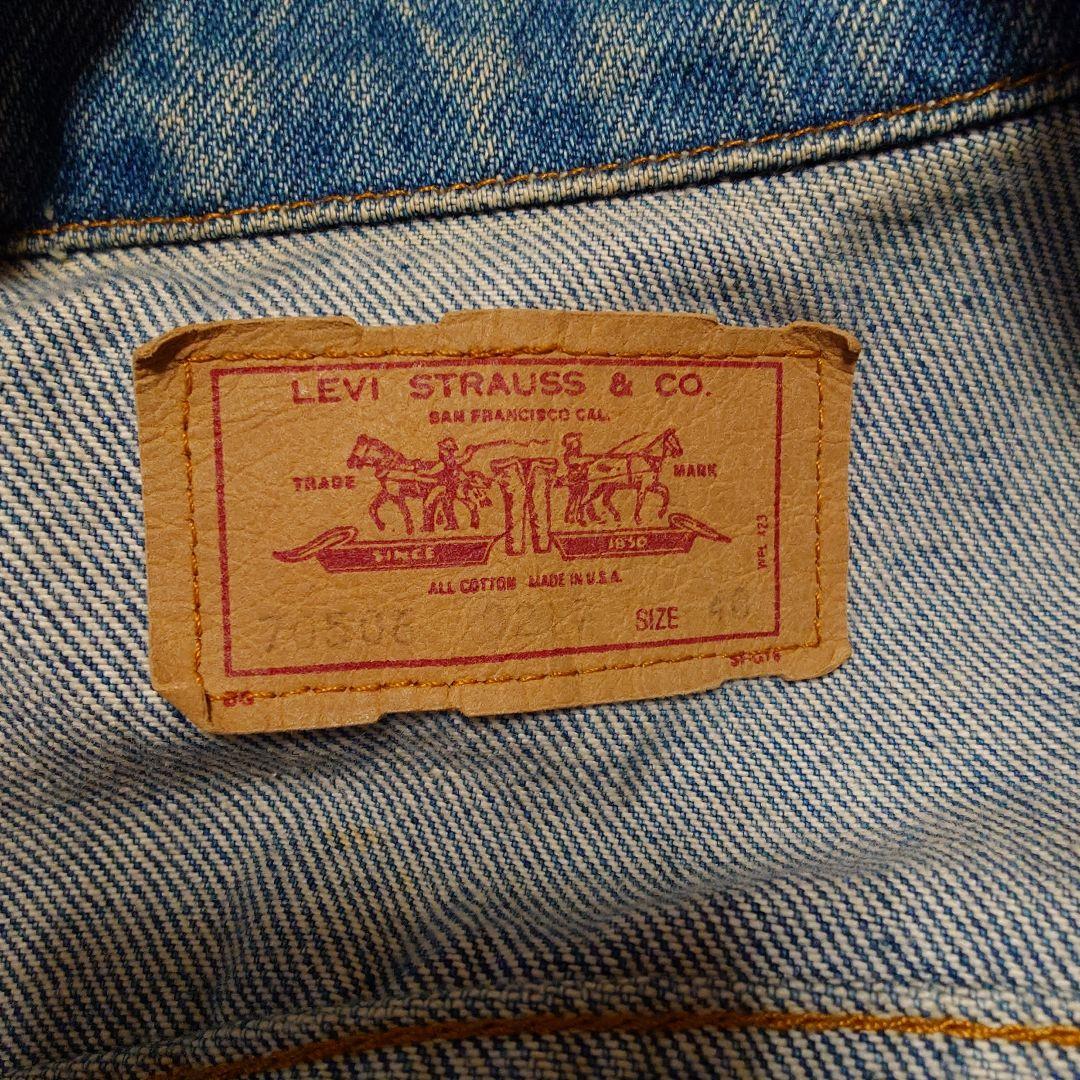 LEVI STRAUSS & CO.
SAN FRANCISCO CAL.
TRADE MARK
SINCE 1850
ALL COTTON MADE IN U.S.A.
SIZE 46
WPL 423